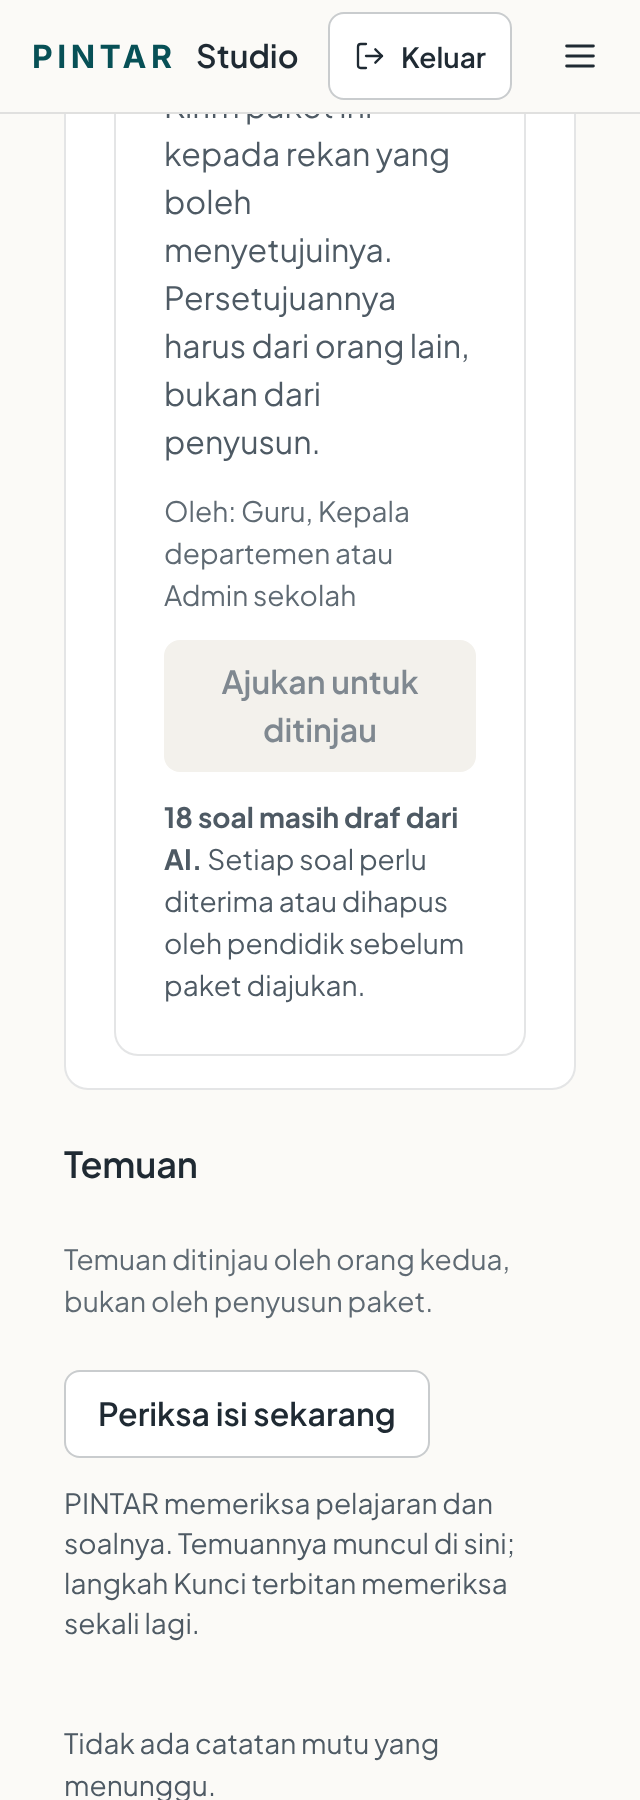 PINTAR Studio
Keluar
kepada rekan yang
boleh
menyetujuinya.
Persetujuannya
harus dari orang lain,
bukan dari
penyusun.
Oleh: Guru, Kepala
departemen atau
Admin sekolah
Ajukan untuk
ditinjau
18 soal masih draf dari
AI. Setiap soal perlu
diterima atau dihapus
oleh pendidik sebelum
paket diajukan.
Temuan
Temuan ditinjau oleh orang kedua,
bukan oleh penyusun paket.
Periksa isi sekarang
PINTAR memeriksa pelajaran dan
soalnya. Temuannya muncul di sini;
langkah Kunci terbitan memeriksa
sekali lagi.
Tidak ada catatan mutu yang
menunggu.